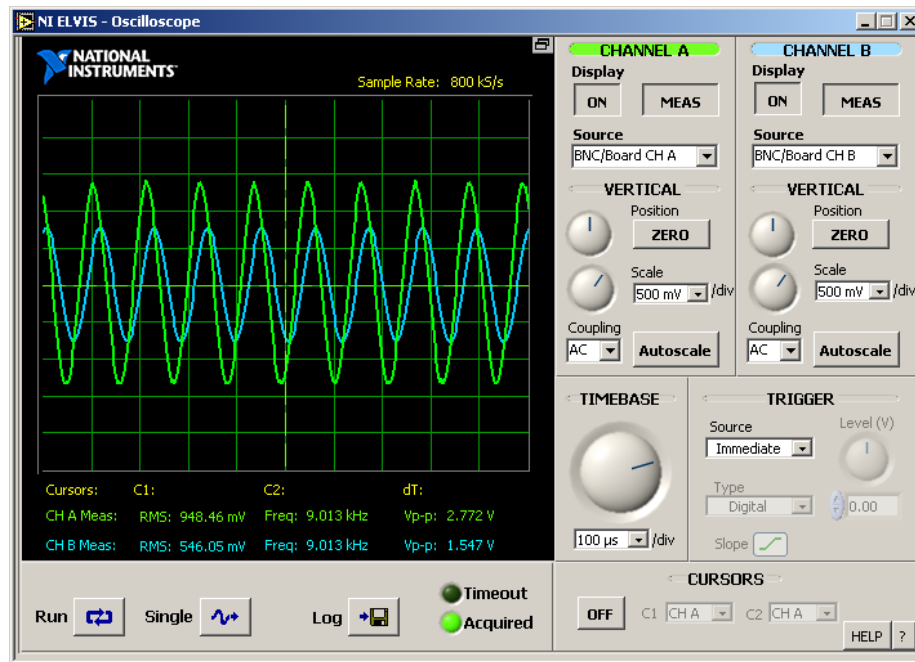 NI ELVIS - Oscilloscope
NATIONAL
INSTRUMENTS
Sample Rate: 800 kS/s
Cursors: C1: C2: dT:
CH A Meas: RMS: 948.46 mV Freq: 9.013 kHz Vp-p: 2.772 V
CH B Meas: RMS: 546.05 mV Freq: 9.013 kHz Vp-p: 1.547 V
Run Single Log
Timeout
Acquired
CHANNEL A
Display
ON MEAS
Source
BNC/Board CH A
VERTICAL
Position
ZERO
Scale
500 mV /div
Coupling
AC Autoscale
CHANNEL B
Display
ON MEAS
Source
BNC/Board CH B
VERTICAL
Position
ZERO
Scale
500 mV /div
Coupling
AC Autoscale
TIMEBASE
100 µs /div
TRIGGER
Source
Immediate
Level (V)
Type
Digital
0.00
Slope
CURSORS
OFF C1 CH A C2 CH A
HELP ?